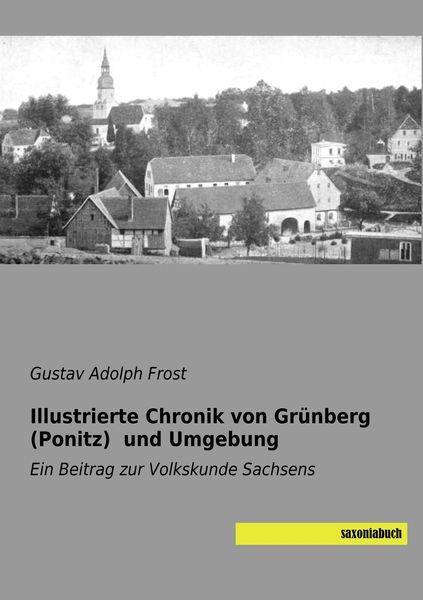 Gustav Adolph Frost
Illustrierte Chronik von Grünberg
(Ponitz)  und Umgebung
Ein Beitrag zur Volkskunde Sachsens
saxoniabuch